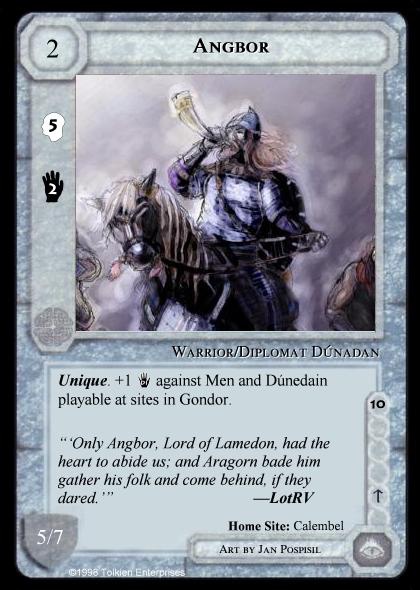 2
ANGBOR
5
2
WARRIOR/DIPLOMAT DÚNADAN
Unique. +1 against Men and Dúnedain
playable at sites in Gondor.
10
“‘Only Angbor, Lord of Lamedon, had the
heart to abide us; and Aragorn bade him
gather his folk and come behind, if they
dared.’” —LotRV
Home Site: Calembel
5/7
ART BY JAN POSPISIL
©1998 Tolkien Enterprises